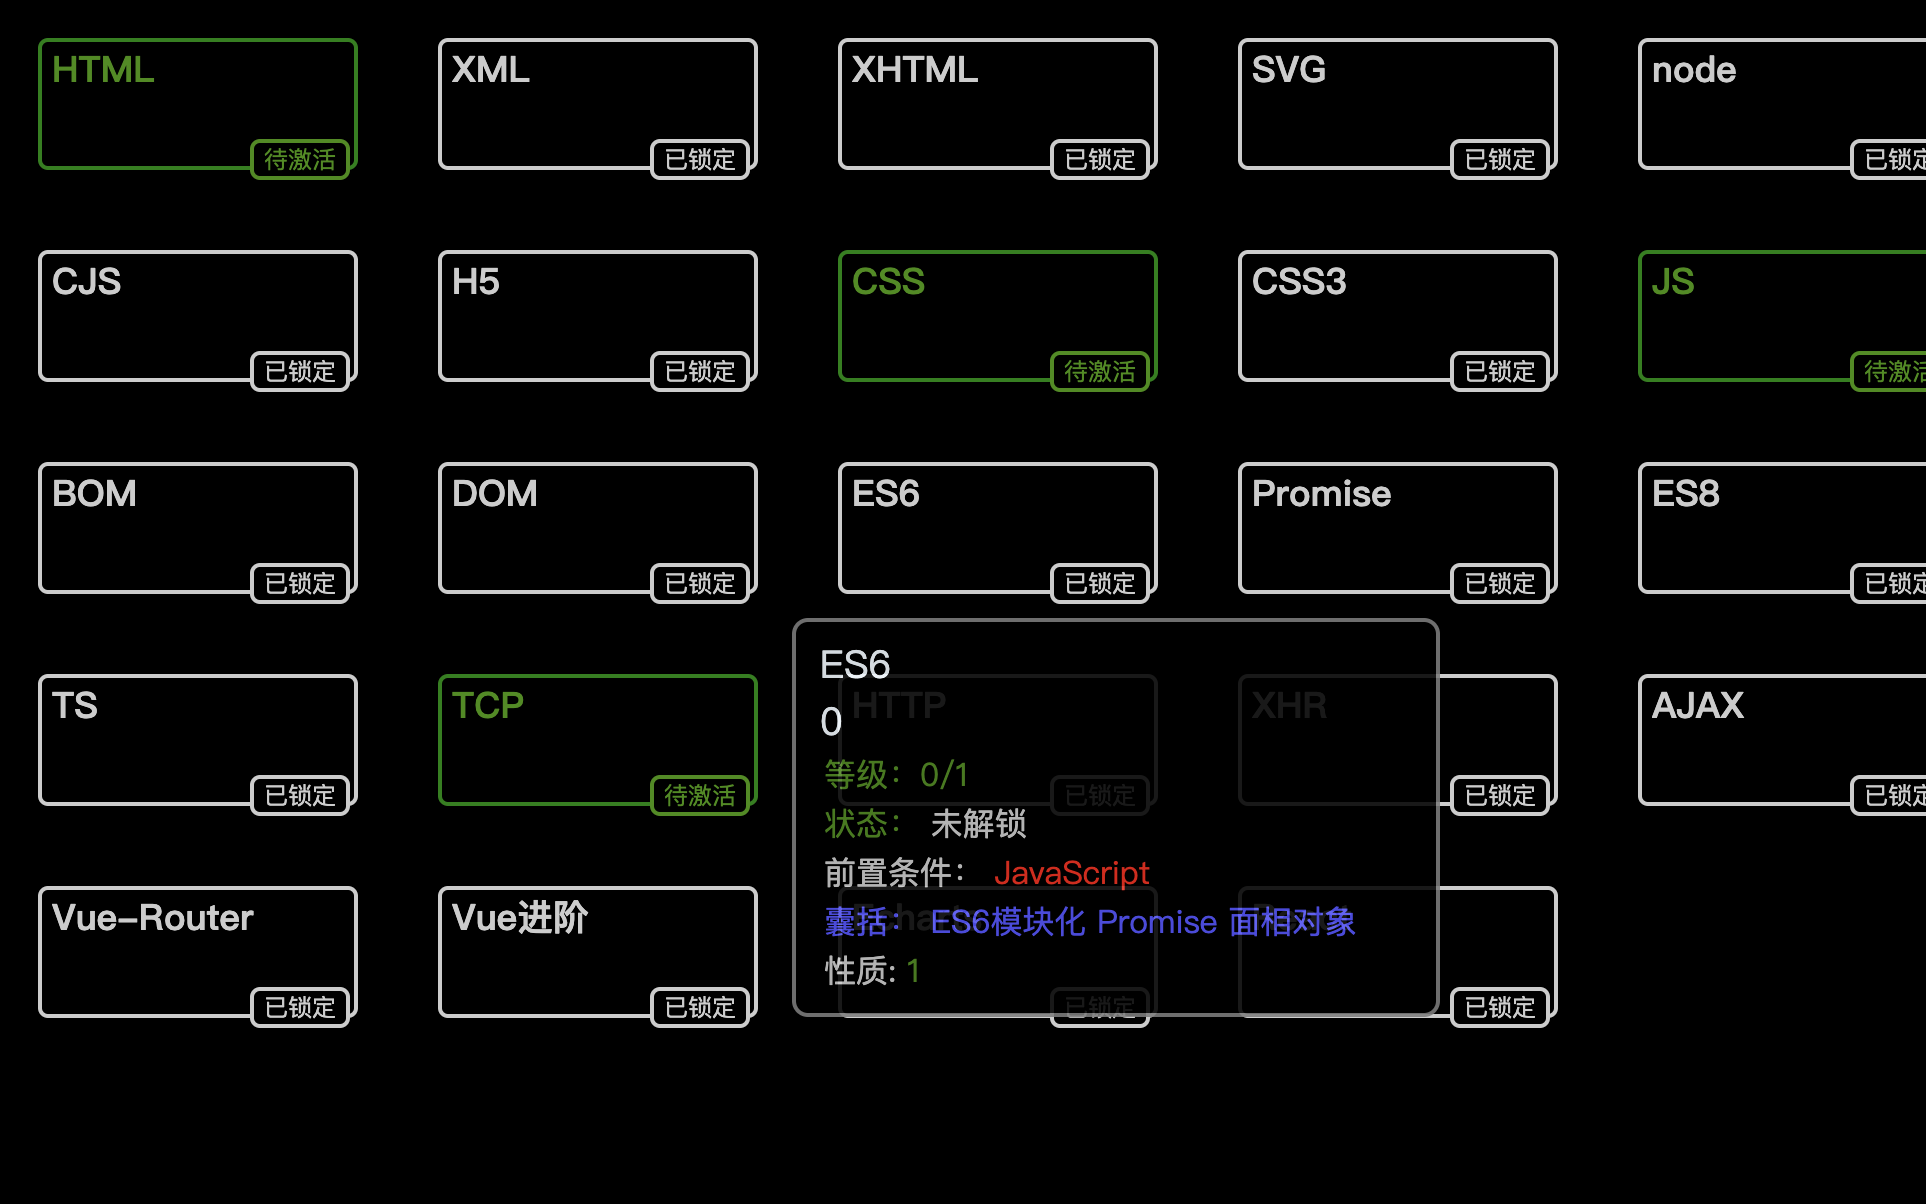 HTML
待激活
XML
已锁定
XHTML
已锁定
SVG
已锁定
node
已锁定
CJS
已锁定
H5
已锁定
CSS
待激活
CSS3
已锁定
JS
待激活
BOM
已锁定
DOM
已锁定
ES6
已锁定
Promise
已锁定
ES8
已锁定
TS
已锁定
TCP
待激活
HTTP
已锁定
XHR
已锁定
AJAX
已锁定
Vue-Router
已锁定
Vue进阶
已锁定
已锁定
已锁定
ES6
0
等级：0/1
状态： 未解锁
前置条件： JavaScript
囊括： ES6模块化 Promise 面相对象
性质: 1